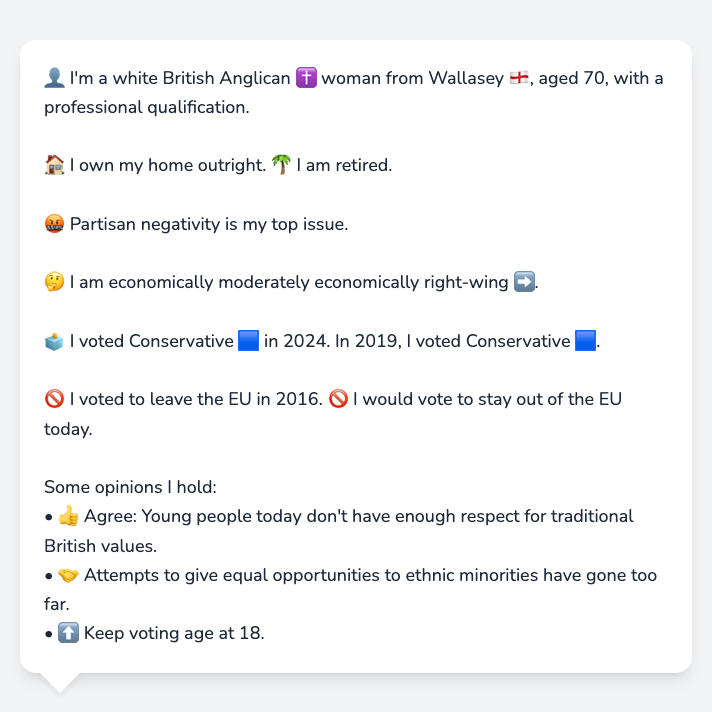 👤 I'm a white British Anglican ✝️ woman from Wallasey 🏴󠁧󠁢󠁥󠁮󠁧󠁿, aged 70, with a
professional qualification.
🏠 I own my home outright. 🌴 I am retired.
🤬 Partisan negativity is my top issue.
🤔 I am economically moderately economically right-wing ➡️.
🗳️ I voted Conservative 🟦 in 2024. In 2019, I voted Conservative 🟦.
🚫 I voted to leave the EU in 2016. 🚫 I would vote to stay out of the EU
today.
Some opinions I hold:
• 👍 Agree: Young people today don't have enough respect for traditional
British values.
• 🤝 Attempts to give equal opportunities to ethnic minorities have gone too
far.
• ⬆️ Keep voting age at 18.